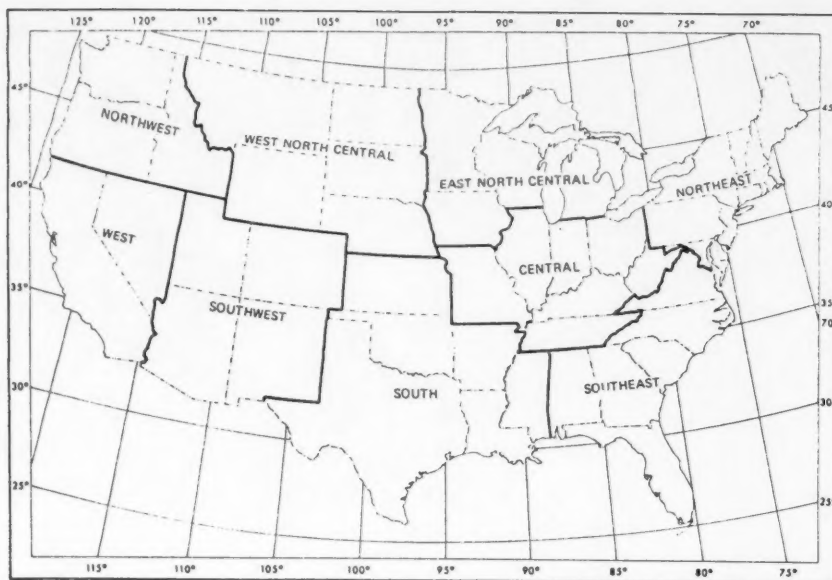 125° 120° 115° 110° 105° 100° 95° 90° 85° 80° 75° 70°
45° 45°
NORTHWEST
WEST NORTH CENTRAL
EAST NORTH CENTRAL
NORTHEAST
40° 40°
WEST
CENTRAL
35° 35°
SOUTHWEST
70°
SOUTH
SOUTHEAST
30° 30°
25° 25°
115° 110° 105° 100° 95° 90° 85° 80° 75°